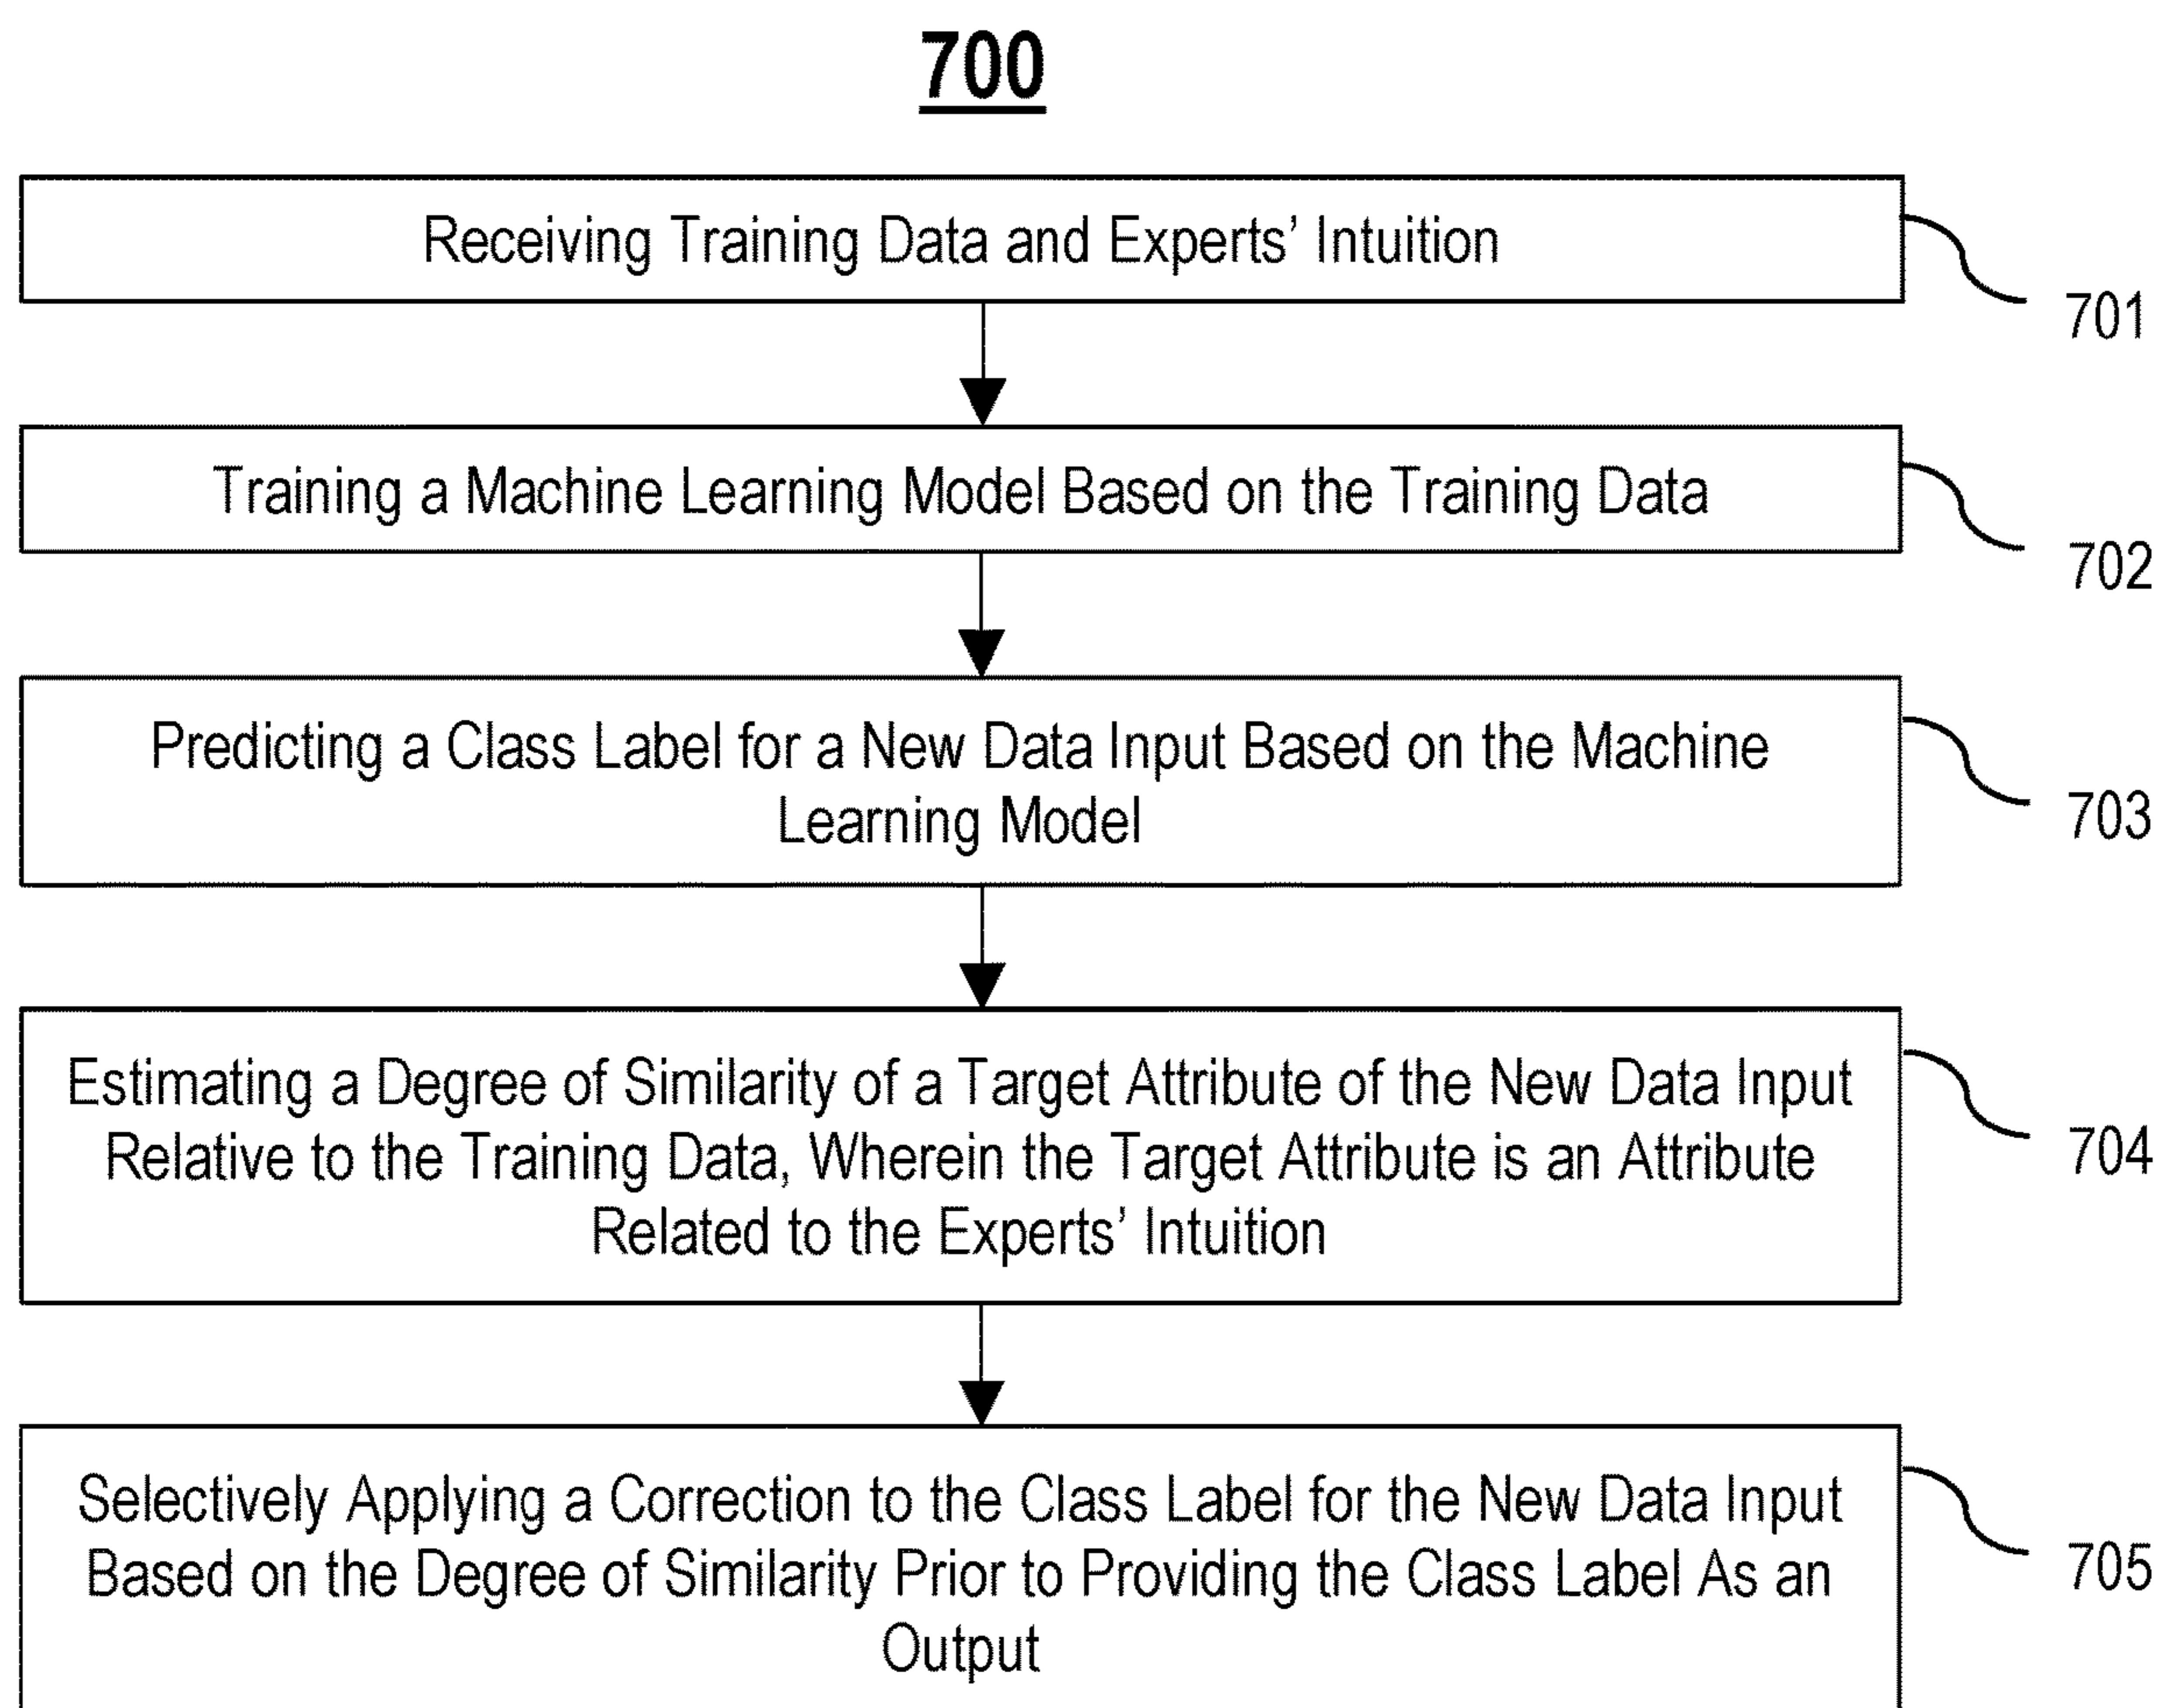 700
Receiving Training Data and Experts’ Intuition
701
Training a Machine Learning Model Based on the Training Data
702
Predicting a Class Label for a New Data Input Based on the Machine
Learning Model
703
Estimating a Degree of Similarity of a Target Attribute of the New Data Input
Relative to the Training Data, Wherein the Target Attribute is an Attribute
Related to the Experts’ Intuition
704
Selectively Applying a Correction to the Class Label for the New Data Input
Based on the Degree of Similarity Prior to Providing the Class Label As an
Output
705